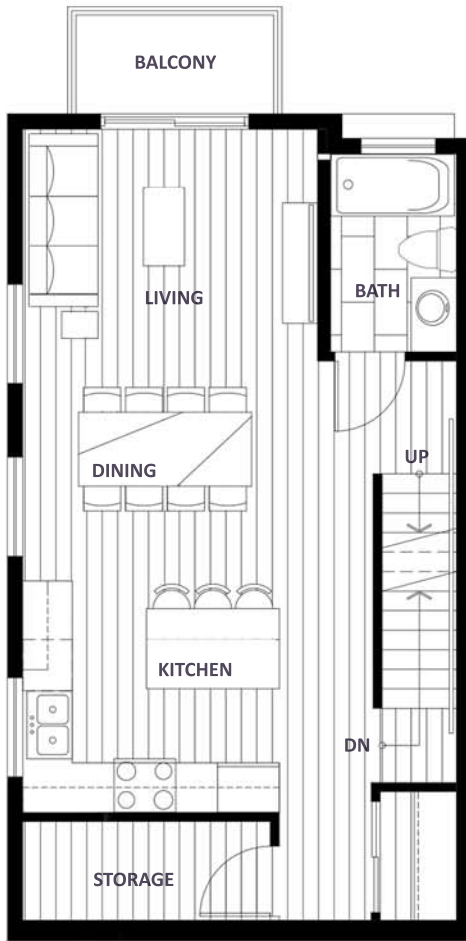 BALCONY
LIVING
BATH
DINING
UP
KITCHEN
DN
STORAGE